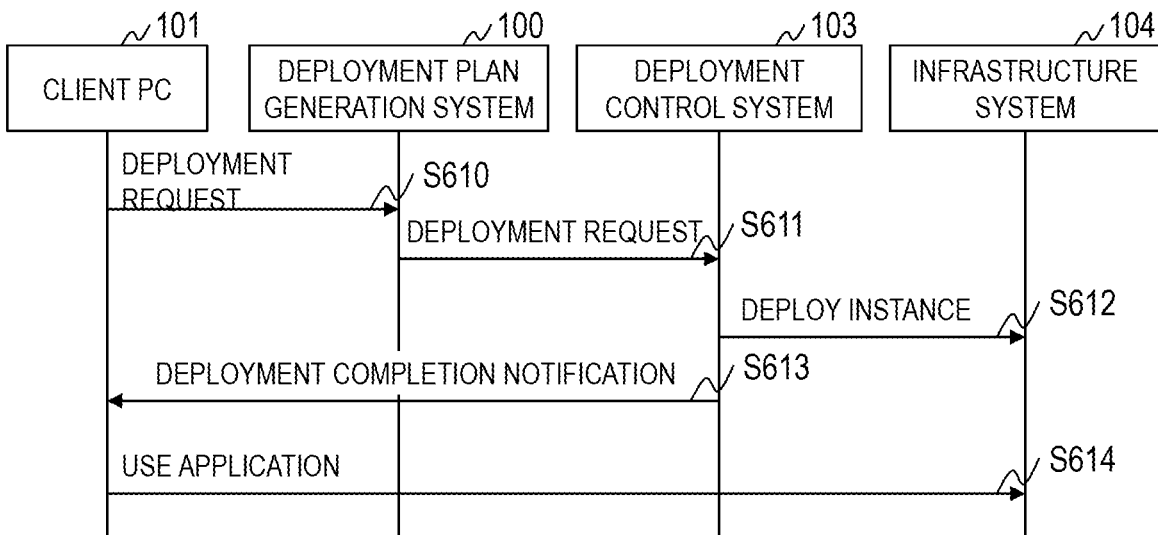 101
100
103
104
CLIENT PC
DEPLOYMENT PLAN
GENERATION SYSTEM
DEPLOYMENT
CONTROL SYSTEM
INFRASTRUCTURE
SYSTEM
DEPLOYMENT
REQUEST
S610
DEPLOYMENT REQUEST
S611
DEPLOY INSTANCE
S612
DEPLOYMENT COMPLETION NOTIFICATION
S613
USE APPLICATION
S614